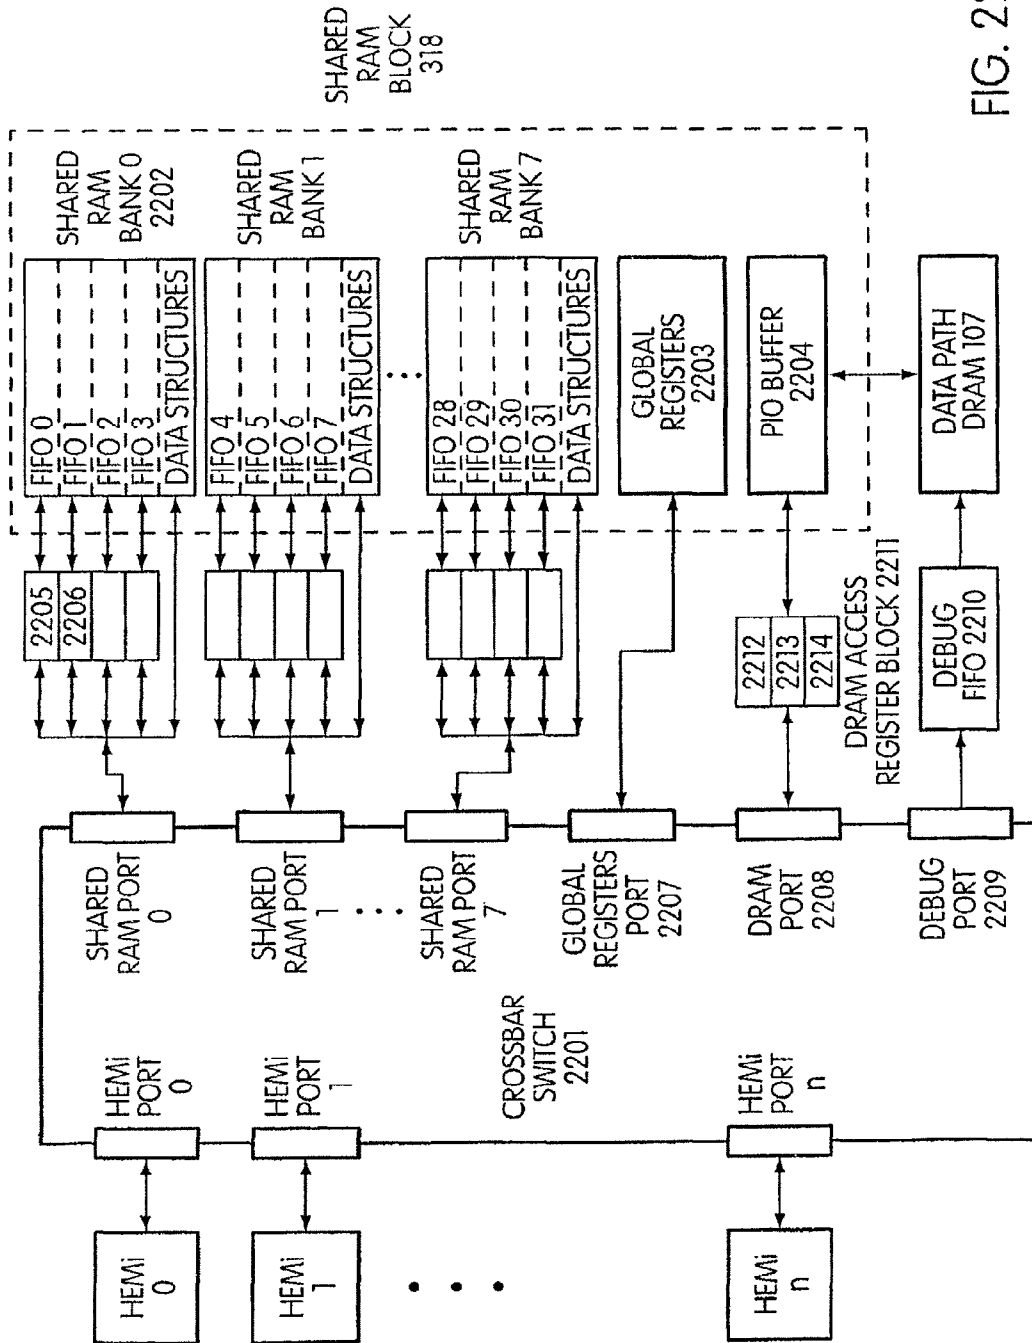 HEMi
0
HEMi
1
HEMi
n
HEMi
PORT
0
HEMi
PORT
1
HEMi
PORT
n
CROSSBAR
SWITCH
2201
SHARED
RAM PORT
0
SHARED
RAM PORT
1
SHARED
RAM PORT
7
GLOBAL
REGISTERS
PORT
2207
DRAM
PORT
2208
DEBUG
PORT
2209
2205
2206
2212
2213
2214
DRAM ACCESS
REGISTER BLOCK 2211
DEBUG
FIFO 2210
FIFO 0
FIFO 1
FIFO 2
FIFO 3
DATA STRUCTURES
FIFO 4
FIFO 5
FIFO 6
FIFO 7
DATA STRUCTURES
FIFO 28
FIFO 29
FIFO 30
FIFO 31
DATA STRUCTURES
GLOBAL
REGISTERS
2203
PIO BUFFER
2204
DATA PATH
DRAM 107
SHARED
RAM
BANK 0
2202
SHARED
RAM
BANK 1
SHARED
RAM
BANK 7
SHARED
RAM
BLOCK
318